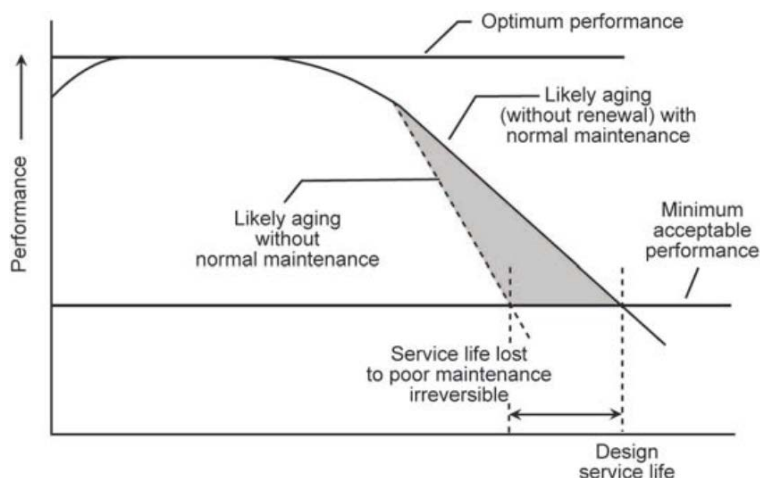 Optimum performance
Likely aging
(without renewal) with
normal maintenance
Performance
Likely aging
without
normal maintenance
Minimum
acceptable
performance
Service life lost
to poor maintenance
irreversible
Design
service life